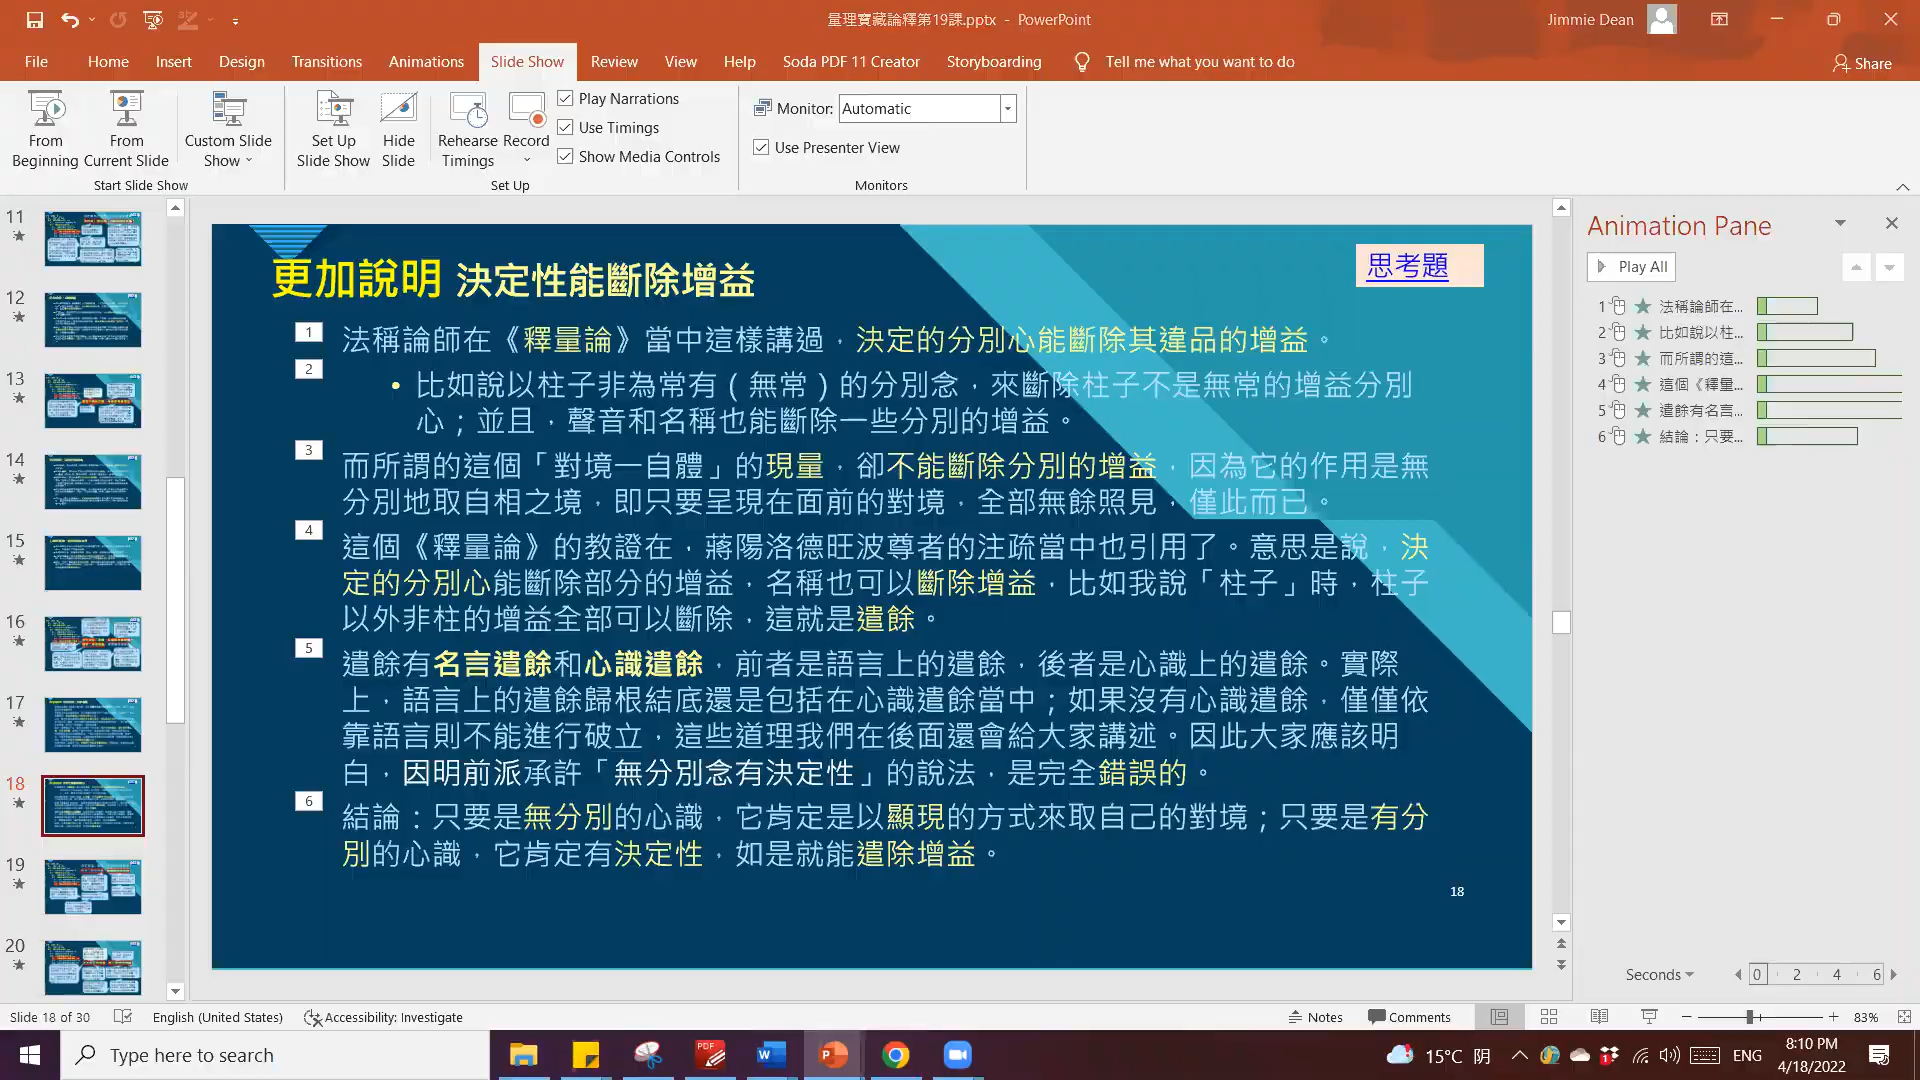 量理寶藏論釋第19課.pptx - PowerPoint
Jimmie Dean
File Home Insert Design Transitions Animations Slide Show Review View Help Soda PDF 11 Creator Storyboarding Tell me what you want to do
Share
From Beginning
From Current Slide
Custom Slide Show
Start Slide Show
Set Up Slide Show
Hide Slide
Rehearse Timings
Record
Play Narrations
Use Timings
Show Media Controls
Set Up
Monitor: Automatic
Use Presenter View
Monitors
11
12
13
14
15
16
17
18
19
20
更加說明 決定性能斷除增益
思考題
1
法稱論師在《釋量論》當中這樣講過，決定的分別心能斷除其違品的增益。
2
• 比如說以柱子非為常有（無常）的分別念，來斷除柱子不是無常的增益分別
心；並且，聲音和名稱也能斷除一些分別的增益。
3
而所謂的這個「對境一自體」的現量，卻不能斷除分別的增益，因為它的作用是無
分別地取自相之境，即只要呈現在面前的對境，全部無餘照見，僅此而已。
4
這個《釋量論》的教證在，蔣陽洛德旺波尊者的注疏當中也引用了。意思是說，決
定的分別心能斷除部分的增益，名稱也可以斷除增益，比如我說「柱子」時，柱子
以外非柱的增益全部可以斷除，這就是遣餘。
5
遣餘有名言遣餘和心識遣餘，前者是語言上的遣餘，後者是心識上的遣餘。實際
上，語言上的遣餘歸根結底還是包括在心識遣餘當中；如果沒有心識遣餘，僅僅依
靠語言則不能進行破立，這些道理我們在後面還會給大家講述。因此大家應該明
白，因明前派承許「無分別念有決定性」的說法，是完全錯誤的。
6
結論：只要是無分別的心識，它肯定是以顯現的方式來取自己的對境；只要是有分
別的心識，它肯定有決定性，如是就能遣除增益。
18
Animation Pane
Play All
1 法稱論師在...
2 比如說以柱...
3 而所謂的這...
4 這個《釋量...
5 遣餘有名言...
6 結論：只要...
Seconds 0 2 4 6
Slide 18 of 30 English (United States) Accessibility: Investigate Notes Comments 83%
Type here to search
15°C 阴 ENG
8:10 PM
4/18/2022